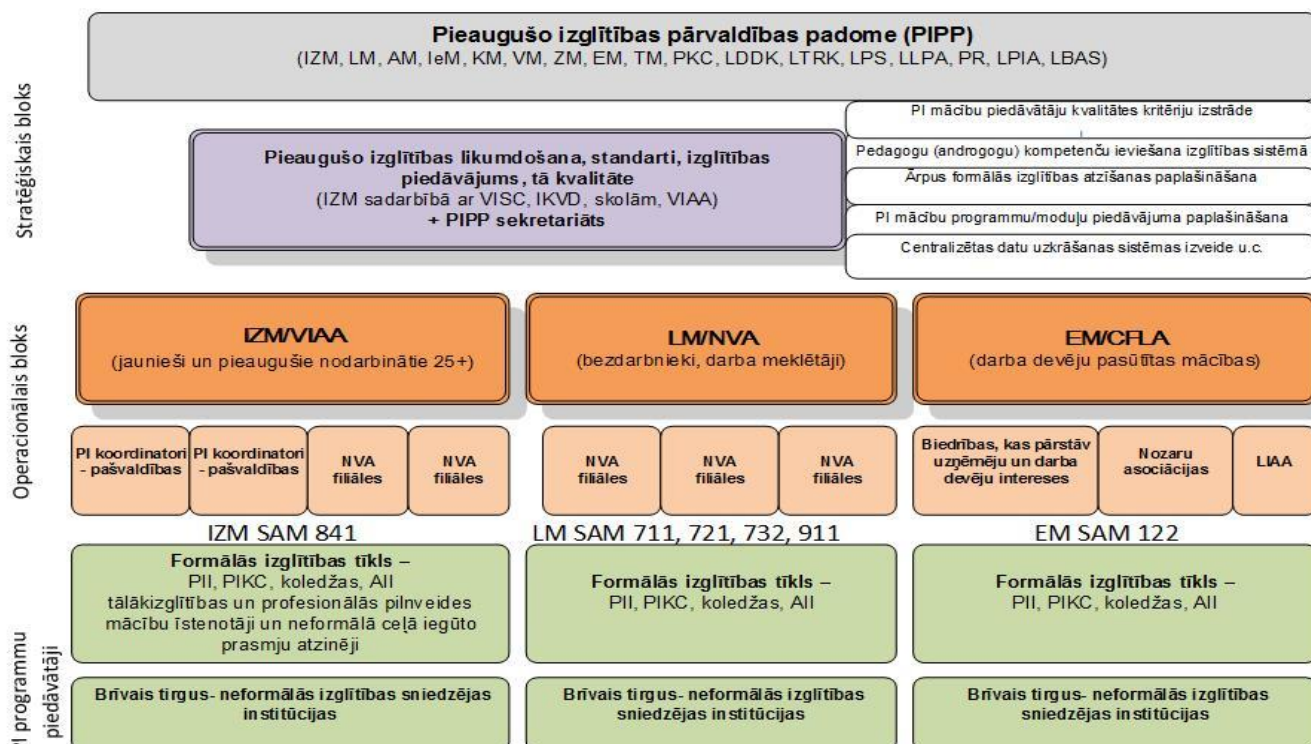 Pieaugušo izglītības pārvaldības padome (PIPP)
(IZM, LM, AM, IeM, KM, VM, ZM, EM, TM, PKC, LDDK, LTRK, LPS, LLPA, PR, LPIA, LBAS)
Stratēģiskais bloks
Pieaugušo izglītības likumdošana, standarti, izglītības
piedāvājums, tā kvalitāte
(IZM sadarbībā ar VISC, IKVD, skolām, VIAA)
+ PIPP sekretariāts
PI mācību piedāvātāju kvalitātes kritēriju izstrāde
Pedagogu (androgogu) kompetenču ieviešana izglītības sistēmā
Ārpus formālās izglītības atzīšanas paplašināšana
PI mācību programmu/moduļu piedāvājuma paplašināšana
Centralizētas datu uzkrāšanas sistēmas izveide u.c.
Operacionālais bloks
IZM/VIAA
(jaunieši un pieaugušie nodarbinātie 25+)
LM/NVA
(bezdarbnieki, darba meklētāji)
EM/CFLA
(darba devēju pasūtītas mācības)
PI koordinatori
- pašvaldības
PI koordinatori
- pašvaldības
NVA
filiāles
NVA
filiāles
NVA
filiāles
NVA
filiāles
NVA
filiāles
Biedrības, kas pārstāv
uzņēmēju un darba
devēju intereses
Nozaru
asociācijas
LIAA
IZM SAM 841
LM SAM 711, 721, 732, 911
EM SAM 122
PI programmu
piedāvātāji
Formālās izglītības tīkls –
PII, PIKC, koledžas, AII
tālākizglītības un profesionālās pilnveides
mācību īstenotāji un neformālā ceļā iegūto
prasmju atzinēji
Formālās izglītības tīkls –
PII, PIKC, koledžas, AII
Formālās izglītības tīkls –
PII, PIKC, koledžas, AII
Brīvais tirgus- neformālās izglītības sniedzējas
institūcijas
Brīvais tirgus- neformālās izglītības
sniedzējas institūcijas
Brīvais tirgus- neformālās izglītības
sniedzējas institūcijas